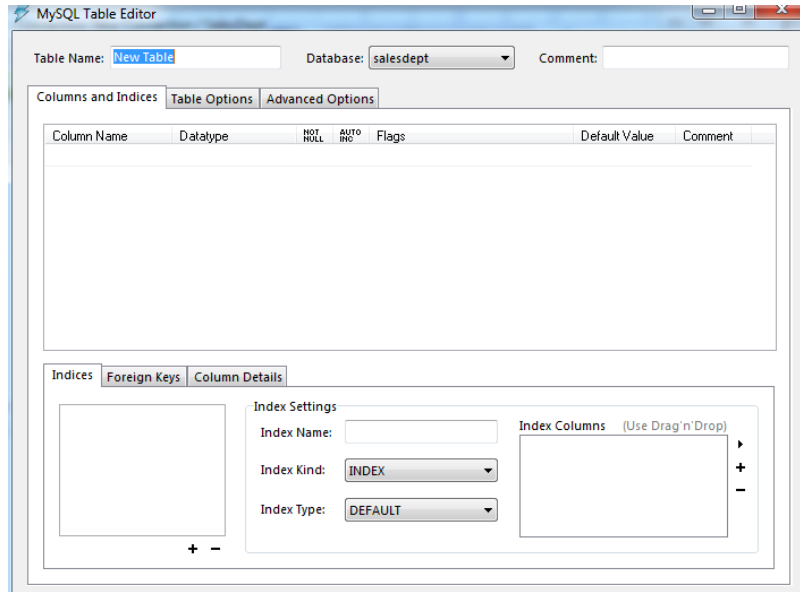 MySQL Table Editor
Table Name: New Table Database: salesdept Comment:
Columns and Indices Table Options Advanced Options
Column Name Datatype NOT NULL AUTO INC Flags Default Value Comment
Indices Foreign Keys Column Details
Index Settings
Index Name:
Index Columns (Use Drag'n'Drop)
Index Kind: INDEX
Index Type: DEFAULT